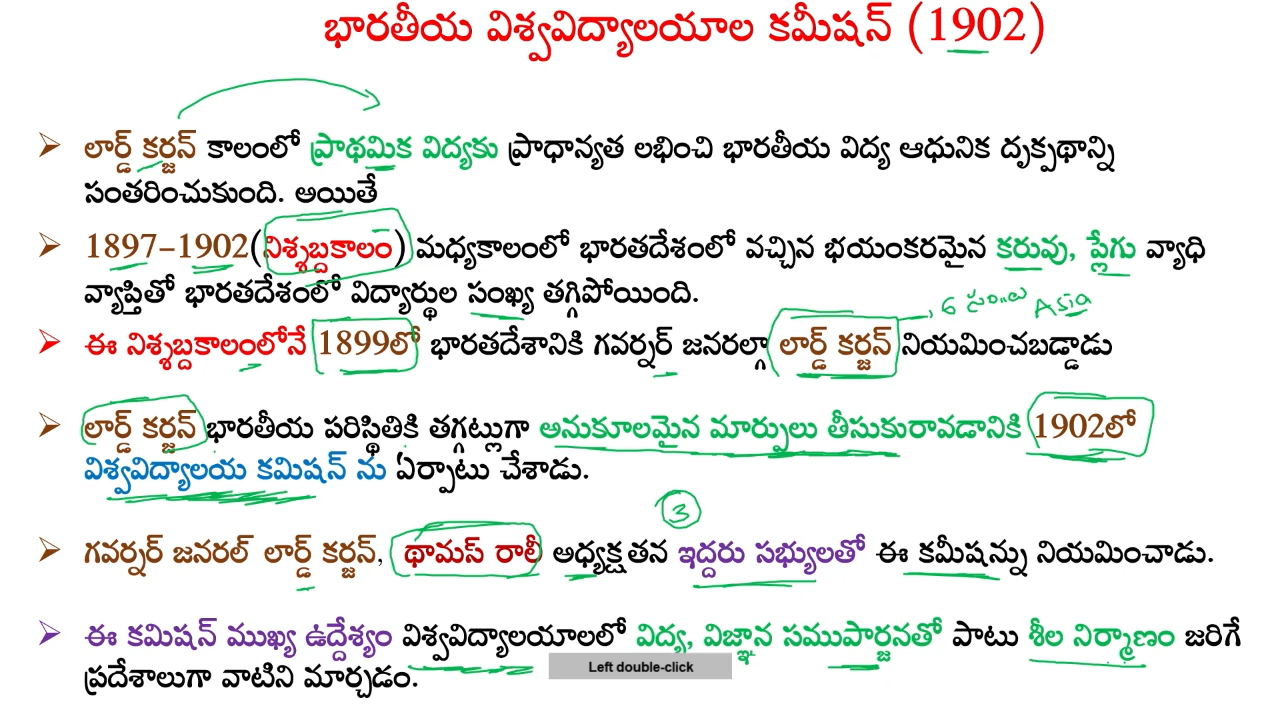 భారతీయ విశ్వవిద్యాలయాల కమీషన్ (1902)
➢ లార్డ్ కర్జన్ కాలంలో ప్రాథమిక విద్యకు ప్రాధాన్యత లభించి భారతీయ విద్య ఆధునిక దృక్పథాన్ని
సంతరించుకుంది. అయితే
➢ 1897-1902(నిశ్శబ్దకాలం) మధ్యకాలంలో భారతదేశంలో వచ్చిన భయంకరమైన కరువు, ప్లేగు వ్యాధి
వ్యాప్తితో భారతదేశంలో విద్యార్థుల సంఖ్య తగ్గిపోయింది.
, 6 సం.లు Asia
➢ ఈ నిశ్శబ్దకాలంలోనే 1899లో భారతదేశానికి గవర్నర్ జనరల్గా లార్డ్ కర్జన్ నియమించబడ్డాడు
➢ లార్డ్ కర్జన్ భారతీయ పరిస్థితికి తగ్గట్లుగా అనుకూలమైన మార్పులు తీసుకురావడానికి 1902లో
విశ్వవిద్యాలయ కమిషన్ ను ఏర్పాటు చేశాడు.
3
➢ గవర్నర్ జనరల్ లార్డ్ కర్జన్, థామస్ రాలీ అధ్యక్షతన ఇద్దరు సభ్యులతో ఈ కమీషన్ను నియమించాడు.
➢ ఈ కమిషన్ ముఖ్య ఉద్దేశ్యం విశ్వవిద్యాలయాలలో విద్య, విజ్ఞాన సముపార్జనతో పాటు శీల నిర్మాణం జరిగే
Left double-click
ప్రదేశాలుగా వాటిని మార్చడం.